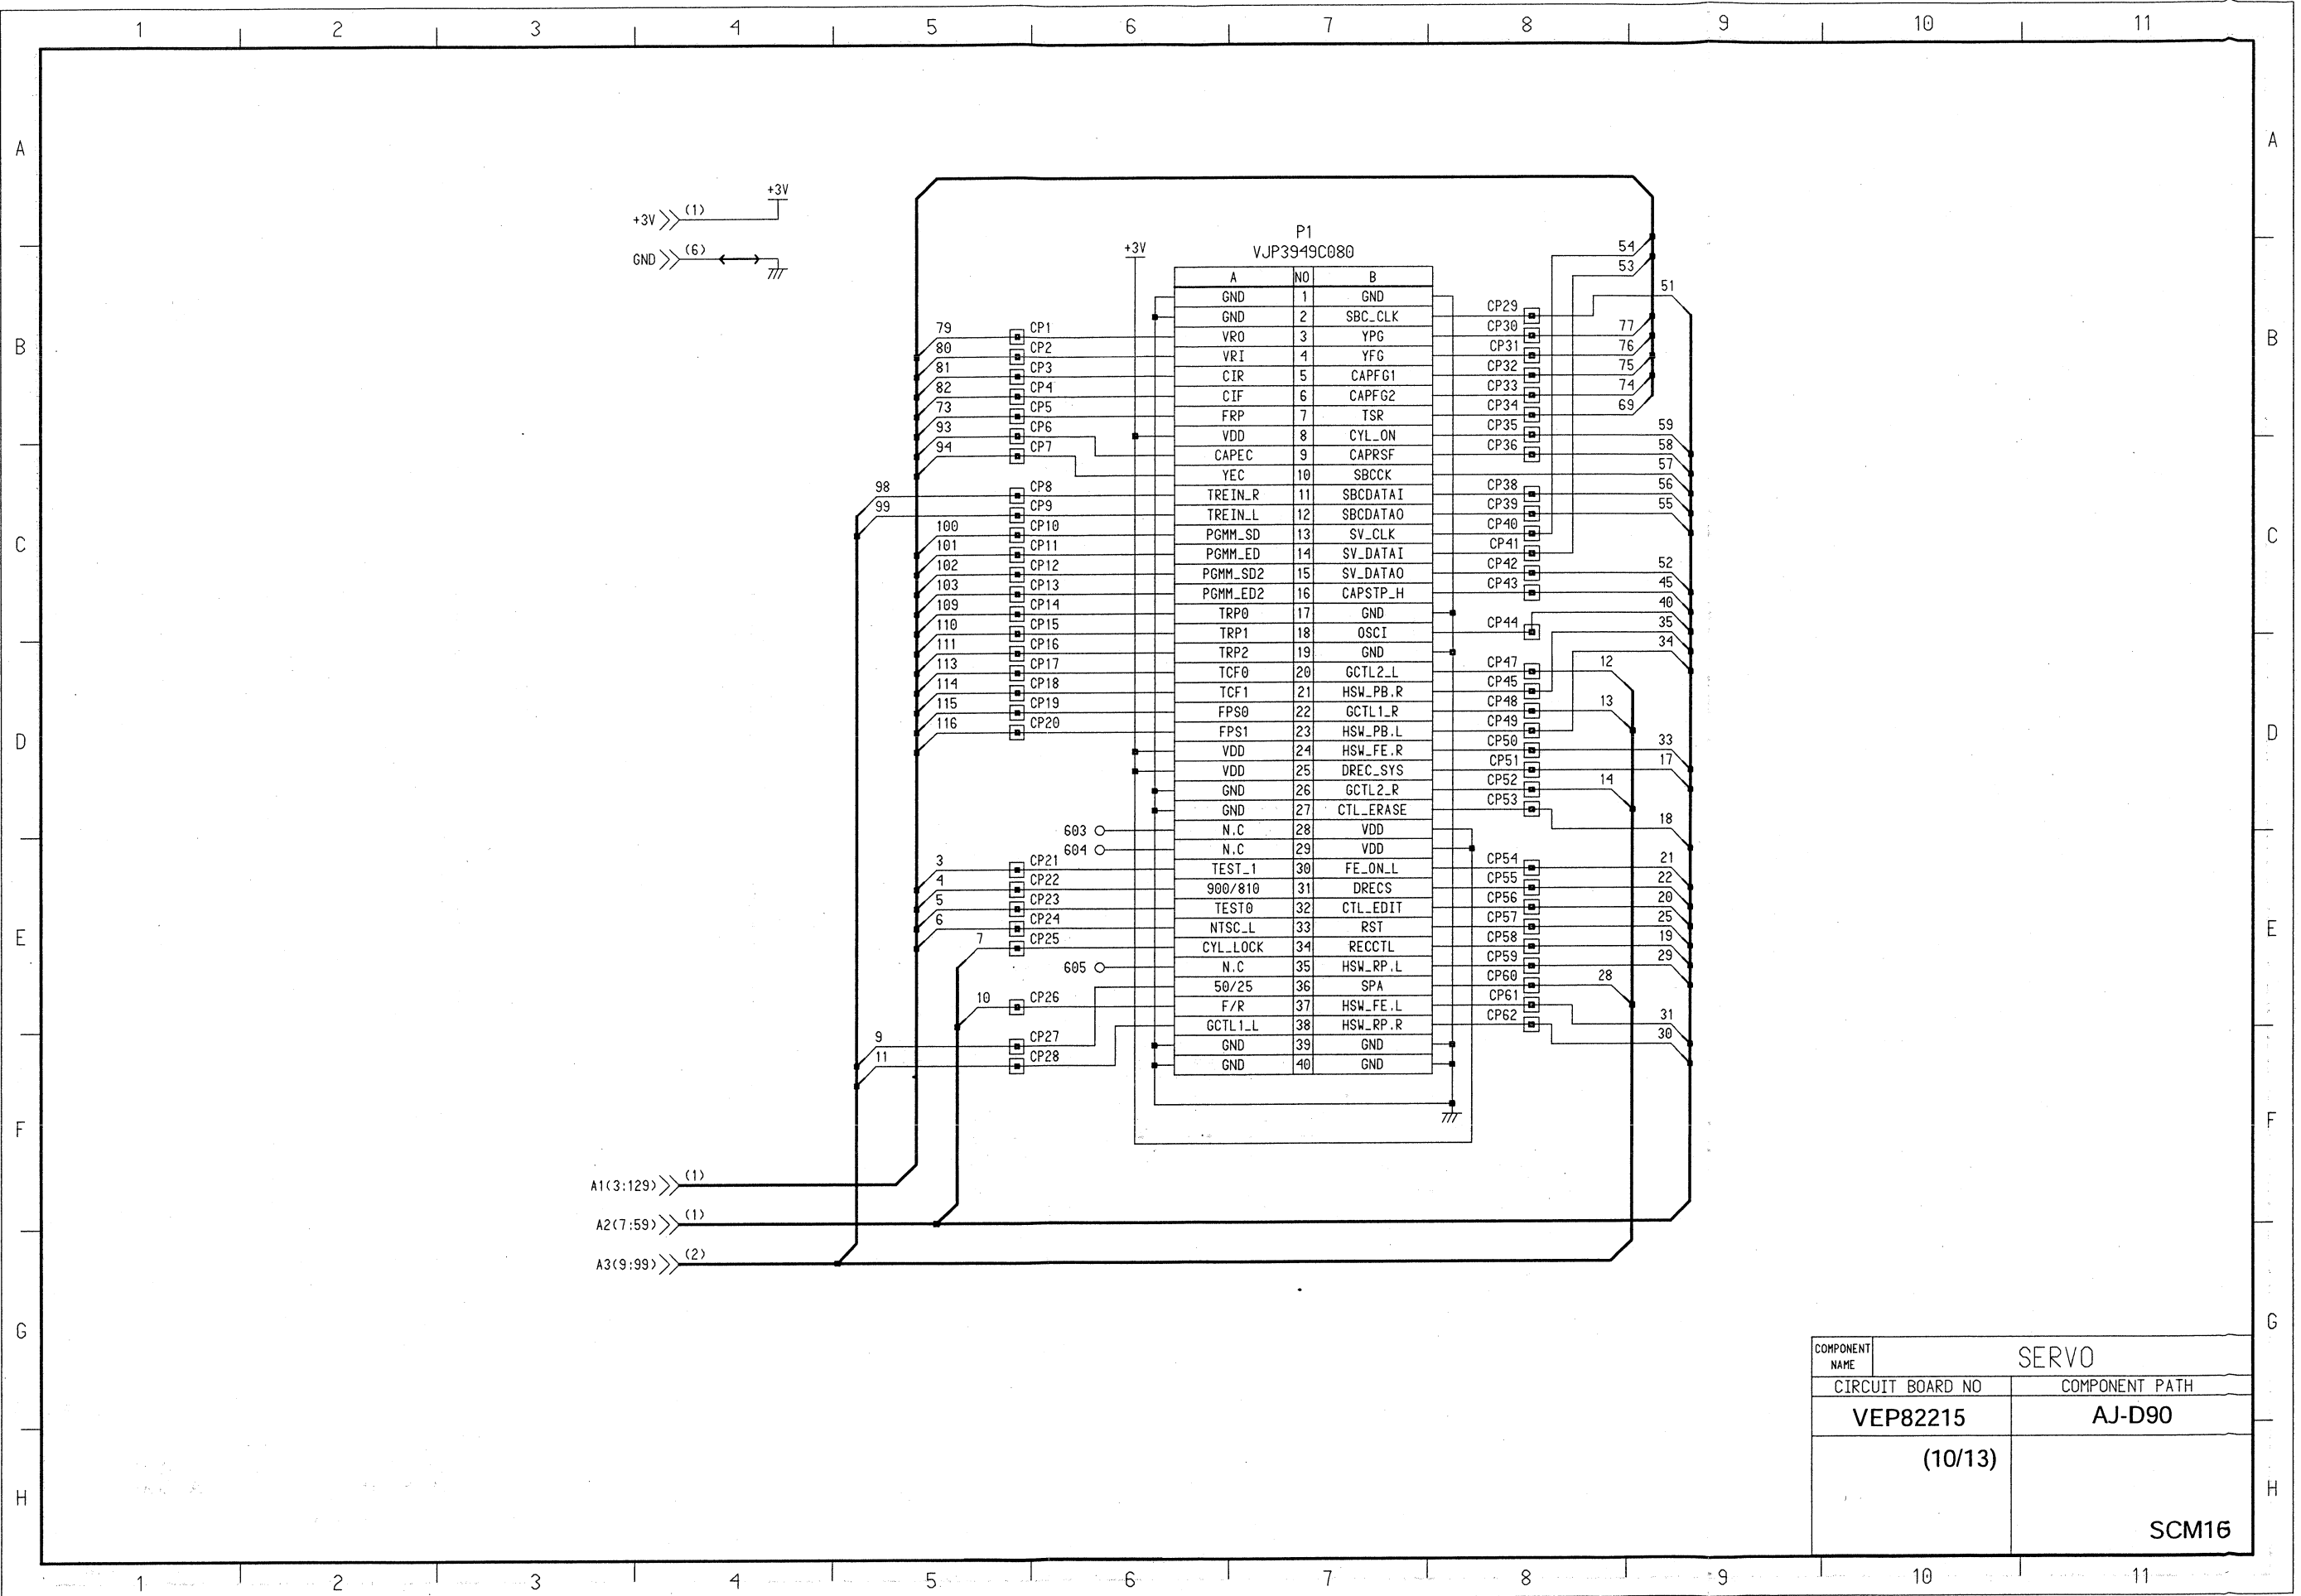 1 2 3 4 5 6 7 8 9 10 11
A A
B B
C C
D D
E E
F F
G G
H H
+3V (1) +3V
GND (6)
P1
VJP3949C080
+3V
A NO B
GND 1 GND
GND 2 SBC_CLK CP29 51
79 CP1 VRO 3 YPG CP30 77
80 CP2 VRI 4 YFG CP31 76
81 CP3 CIR 5 CAPFG1 CP32 75
82 CP4 CIF 6 CAPFG2 CP33 74
73 CP5 FRP 7 TSR CP34 69
VDD 8 CYL_ON CP35 59
93 CP6 CAPEC 9 CAPRSF CP36 58
94 CP7 YEC 10 SBCCK 57
98 CP8 TREIN_R 11 SBCDATAI CP38 56
99 CP9 TREIN_L 12 SBCDATAO CP39 55
100 CP10 PGMM_SD 13 SV_CLK CP40 54
101 CP11 PGMM_ED 14 SV_DATAI CP41 53
102 CP12 PGMM_SD2 15 SV_DATAO CP42 52
103 CP13 PGMM_ED2 16 CAPSTP_H CP43 45
109 CP14 TRP0 17 GND
110 CP15 TRP1 18 OSCI CP44 40
111 CP16 TRP2 19 GND
113 CP17 TCF0 20 GCTL2_L CP47 12
114 CP18 TCF1 21 HSW_PB.R CP45 35
115 CP19 FPS0 22 GCTL1_R CP48 13
116 CP20 FPS1 23 HSW_PB.L CP49 34
VDD 24 HSW_FE.R CP50 33
VDD 25 DREC_SYS CP51 17
GND 26 GCTL2_R CP52 14
GND 27 CTL_ERASE CP53 18
603 N.C 28 VDD
604 N.C 29 VDD
3 CP21 TEST_1 30 FE_ON_L CP54 21
4 CP22 900/810 31 DRECS CP55 22
5 CP23 TEST0 32 CTL_EDIT CP56 20
6 CP24 NTSC_L 33 RST CP57 25
7 CP25 CYL_LOCK 34 RECCTL CP58 19
605 N.C 35 HSW_RP.L CP59 29
50/25 36 SPA CP60 28
10 CP26 F/R 37 HSW_FE.L CP61 31
GCTL1_L 38 HSW_RP.R CP62 30
9 CP27 GND 39 GND
11 CP28 GND 40 GND
A1(3:129) (1)
A2(7:59) (1)
A3(9:99) (2)
COMPONENT NAME SERVO
CIRCUIT BOARD NO COMPONENT PATH
VEP82215 AJ-D90
(10/13)
SCM16
1 2 3 4 5 6 7 8 9 10 11